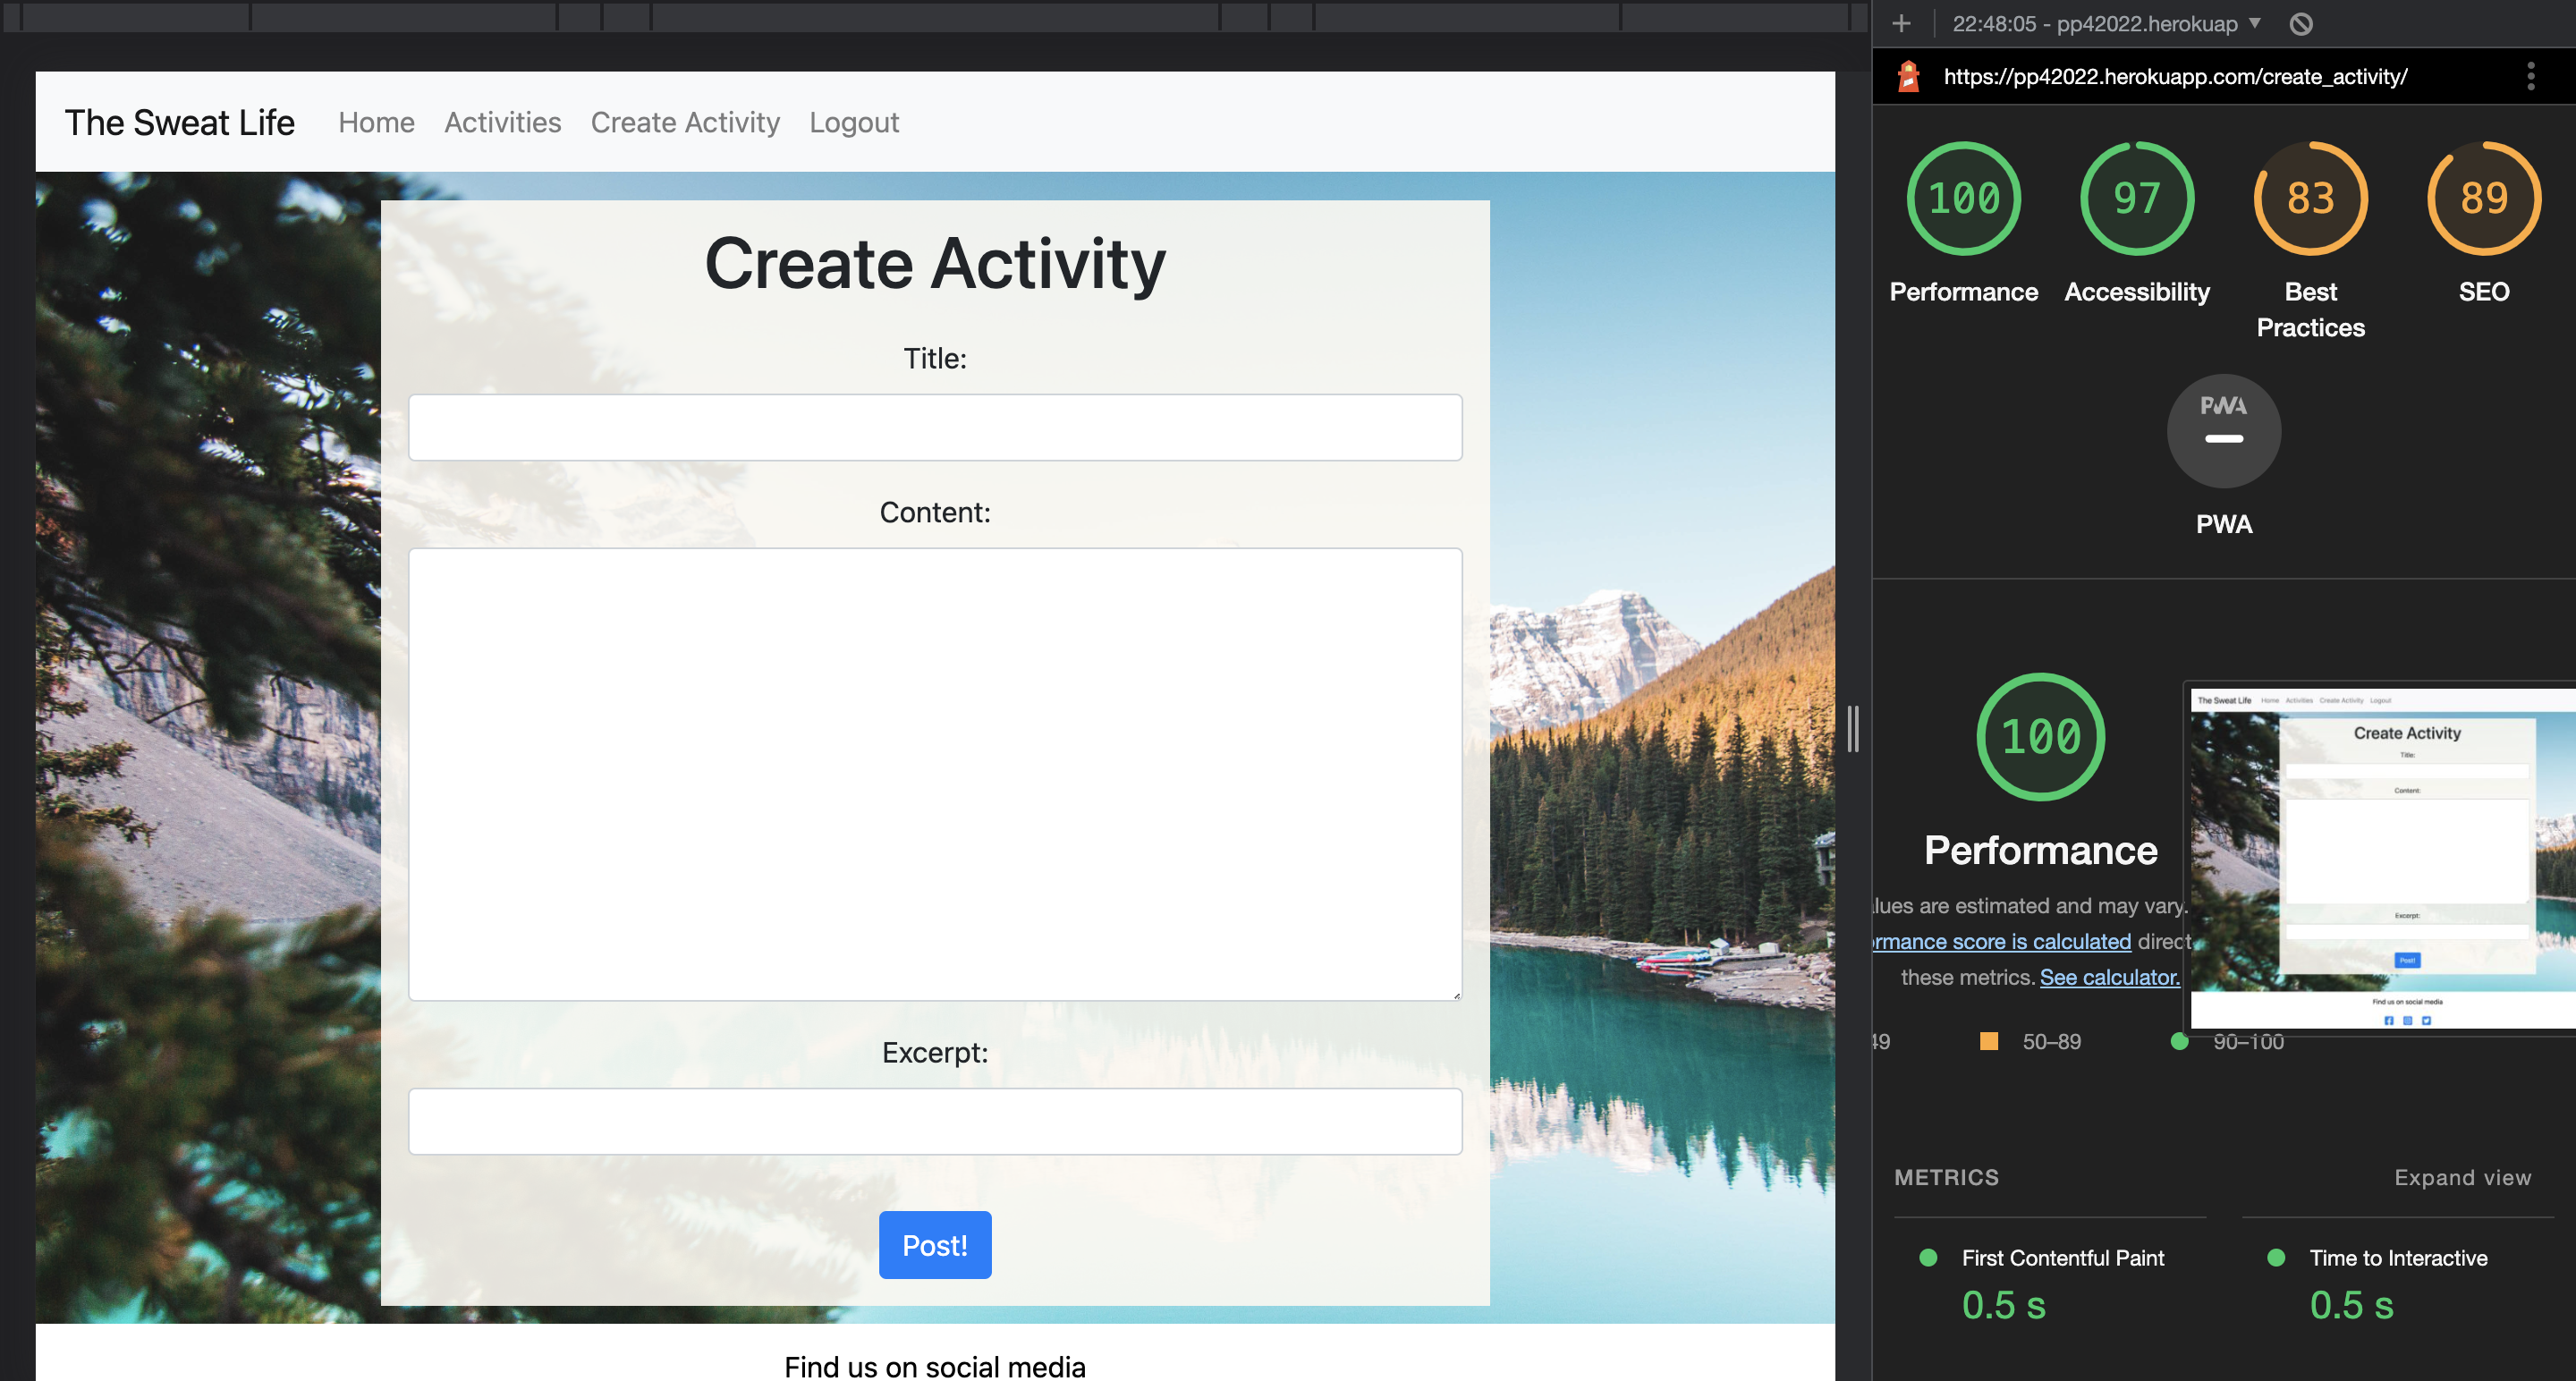 The Sweat Life Home Activities Create Activity Logout
Create Activity
Title:
Content:
Excerpt:
Post!
Find us on social media
22:48:05 - pp42022.herokuap
https://pp42022.herokuapp.com/create_activity/
100 97 83 89
Performance Accessibility Best Practices SEO
PWA
PWA
100
Performance
lues are estimated and may vary.
ormance score is calculated direct
these metrics. See calculator.
49 50–89 90–100
The Sweat Life Home Activities Create Activity Logout
Create Activity
Title:
Content:
Excerpt:
Post!
Find us on social media
METRICS Expand view
First Contentful Paint
0.5 s
Time to Interactive
0.5 s